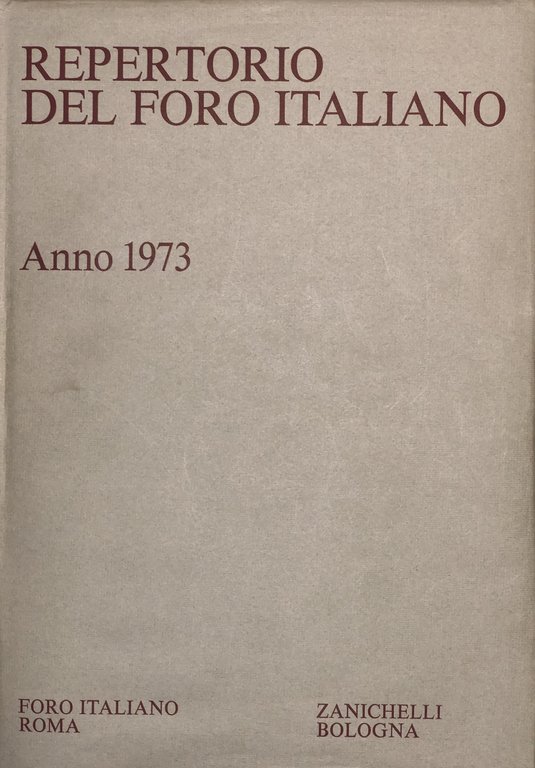 REPERTORIO
DEL FORO ITALIANO
Anno 1973
FORO ITALIANO
ROMA
ZANICHELLI
BOLOGNA